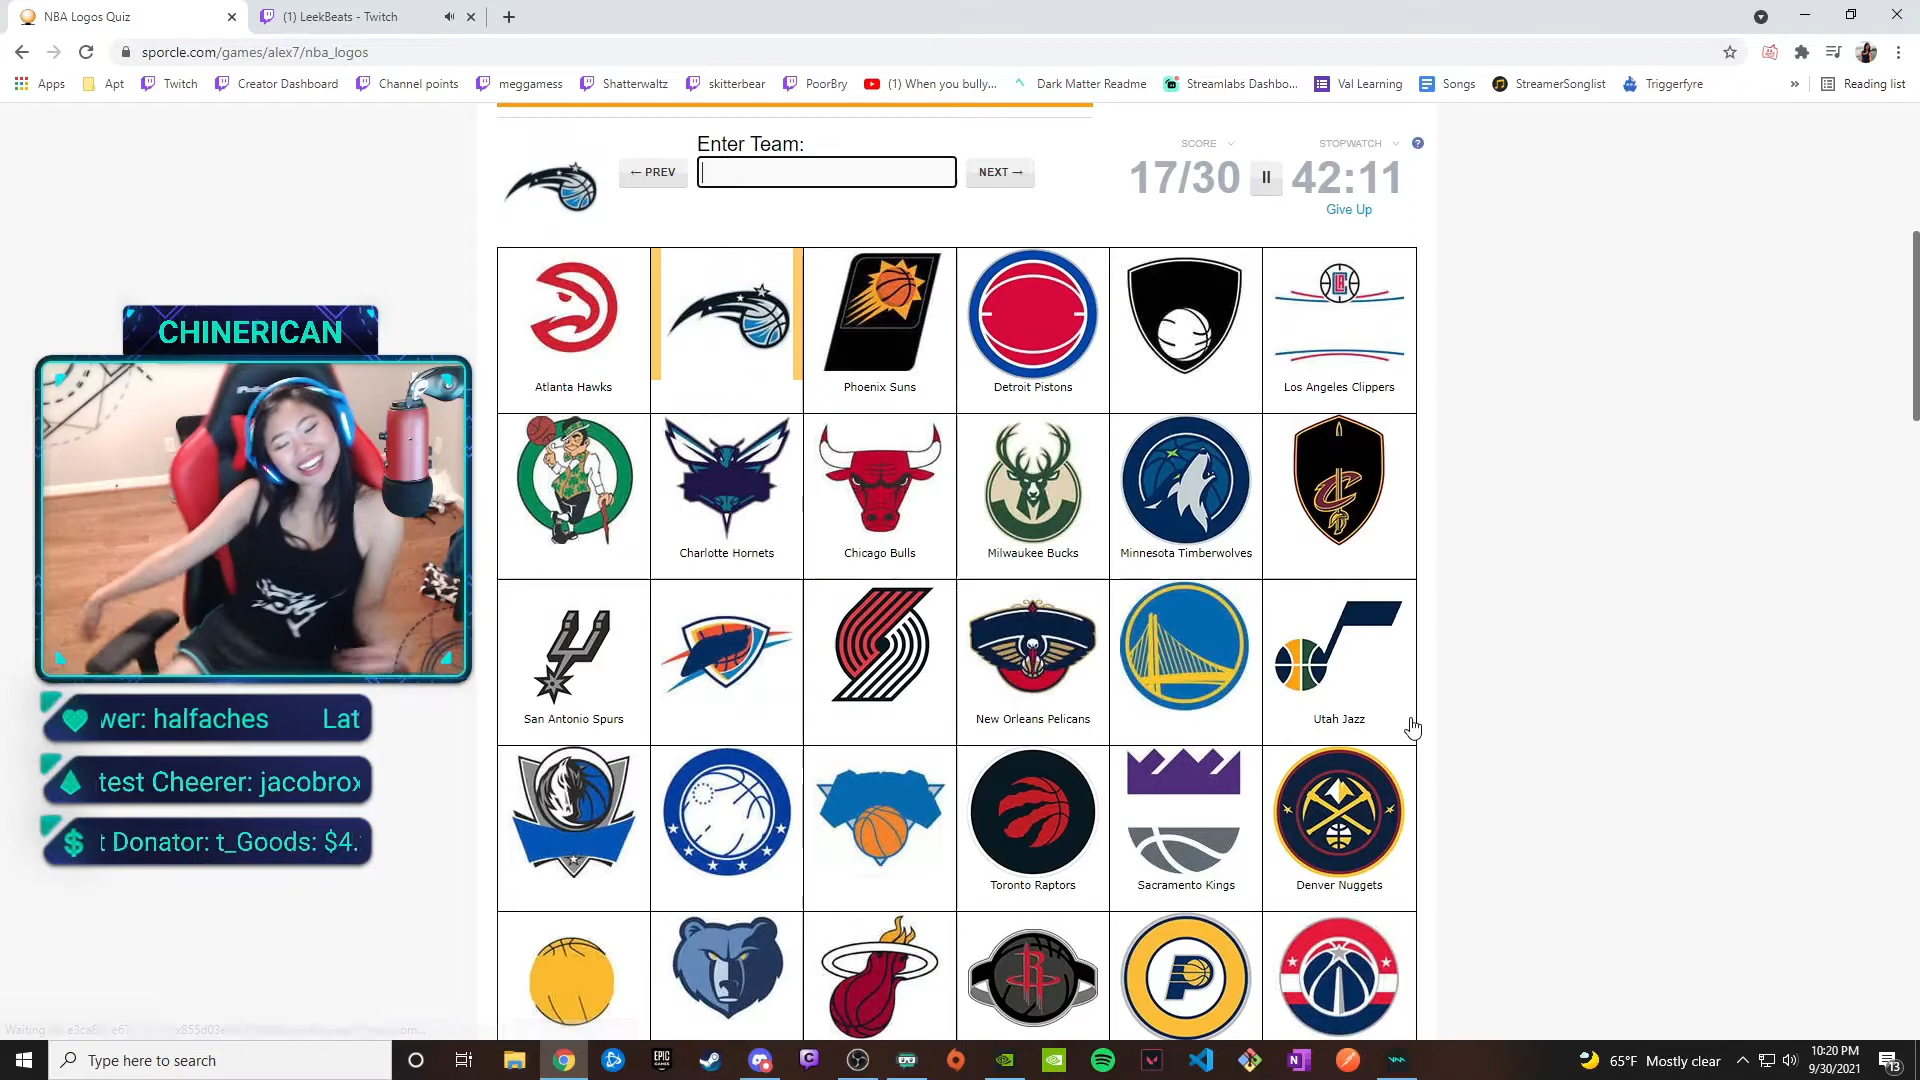 NBA Logos Quiz
(1) LeekBeats - Twitch
sporcle.com/games/alex7/nba_logos
Apps
Apt
Twitch
Creator Dashboard
Channel points
meggamess
Shatterwaltz
skitterbear
PoorBry
(1) When you bully...
Dark Matter Readme
Streamlabs Dashbo...
Val Learning
Songs
StreamerSonglist
Triggerfyre
»
Reading list
Enter Team:
← PREV
NEXT →
SCORE
17/30
STOPWATCH
42:11
Give Up
Atlanta Hawks
Phoenix Suns
Detroit Pistons
Los Angeles Clippers
Charlotte Hornets
Chicago Bulls
Milwaukee Bucks
Minnesota Timberwolves
San Antonio Spurs
New Orleans Pelicans
Utah Jazz
Toronto Raptors
Sacramento Kings
Denver Nuggets
CHINERICAN
wer: halfaches Lat
test Cheerer: jacobrox
t Donator: t_Goods: $4.
Type here to search
65°F Mostly clear
10:20 PM
9/30/2021
13